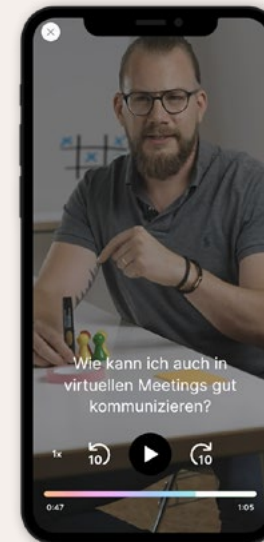 Wie kann ich auch in
virtuellen Meetings gut
kommunizieren?
1x
10
10
0:47
1:05